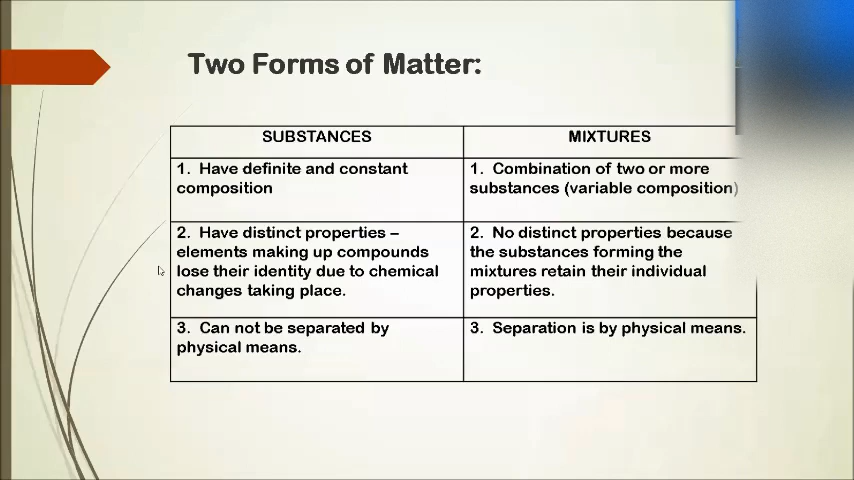 Two Forms of Matter:
SUBSTANCES
MIXTURES
1. Have definite and constant
composition
1. Combination of two or more
substances (variable composition)
2. Have distinct properties –
elements making up compounds
lose their identity due to chemical
changes taking place.
2. No distinct properties because
the substances forming the
mixtures retain their individual
properties.
3. Can not be separated by
physical means.
3. Separation is by physical means.